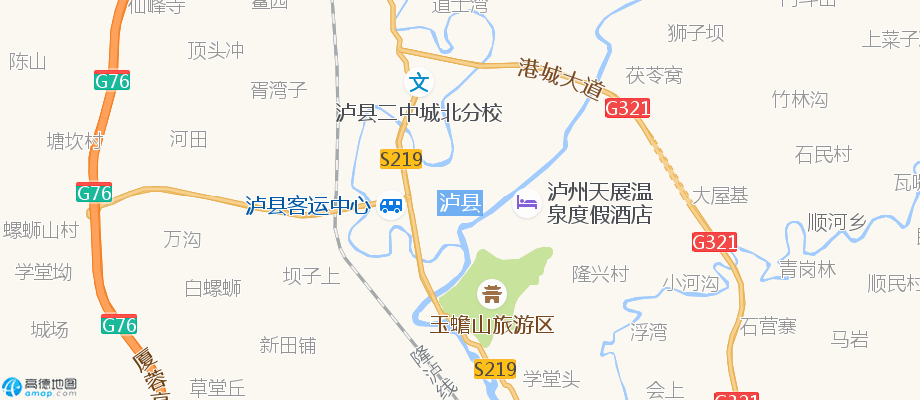 仙峰寺
道士湾
狮子坝
上菜子
顶头冲
陈山
港城大道
茯苓窝
G76
文
胥湾子
竹林沟
G321
泸县二中城北分校
塘坎村
河田
S219
石民村
G76
泸县客运中心
泸县
泸州天展温
泉度假酒店
大屋基
顺河乡
螺蛳山村
万沟
G321
学堂坳
坝子上
隆兴村
小河沟
青岗林
顺民村
白螺蛳
城场
G76
玉蟾山旅游区
浮湾
石营寨
马岩
新田铺
厦蓉高
隆泸线
S219
学堂头
草堂丘
会上
G321
高德地图
amap.com